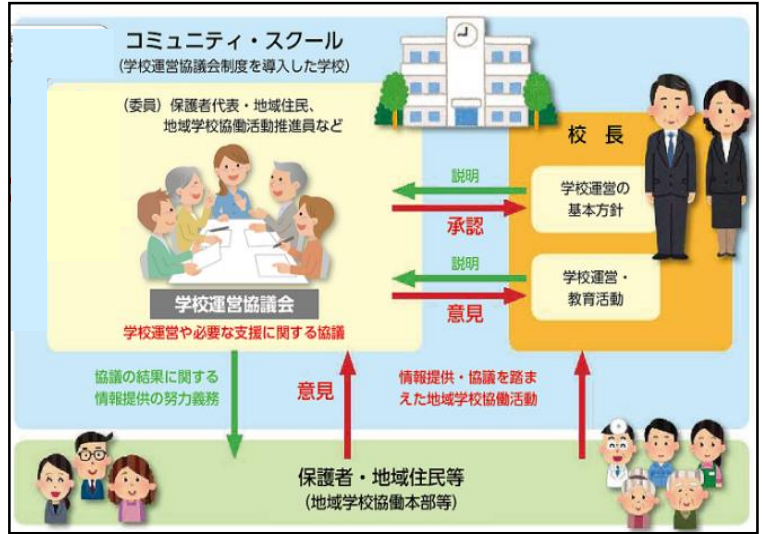 コミュニティ・スクール
(学校運営協議会制度を導入した学校)
(委員)保護者代表・地域住民、
地域学校協働活動推進員など
学校運営協議会
学校運営や必要な支援に関する協議
校長
説明
承認
学校運営の
基本方針
説明
意見
学校運営・
教育活動
協議の結果に関する
情報提供の努力義務
意見
情報提供・協議を踏ま
えた地域学校協働活動
保護者・地域住民等
(地域学校協働本部等)